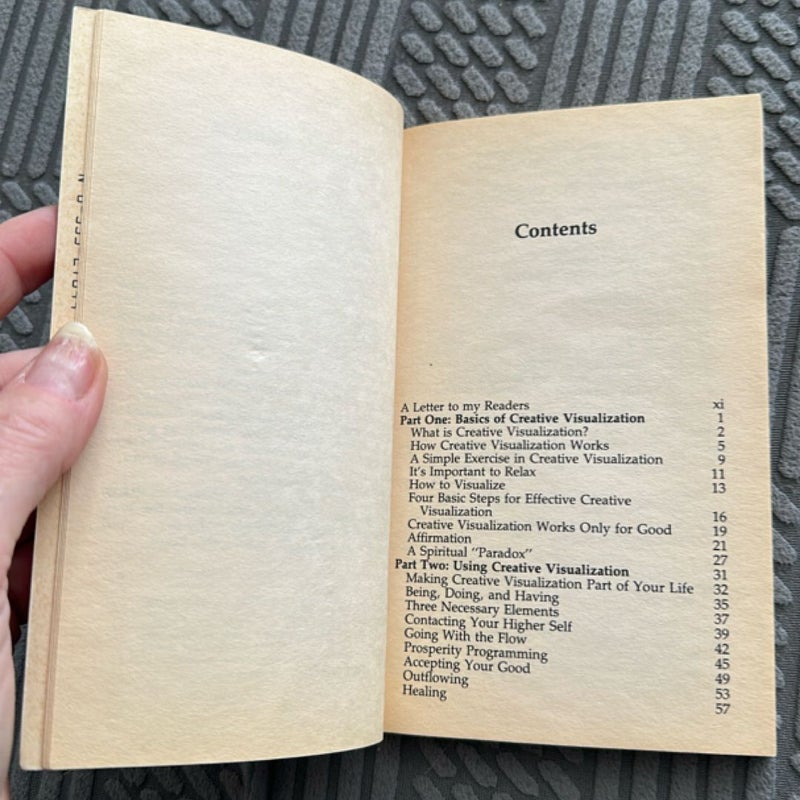 Contents
A Letter to my Readers xi
Part One: Basics of Creative Visualization 1
What is Creative Visualization? 2
How Creative Visualization Works 5
A Simple Exercise in Creative Visualization 9
It's Important to Relax 11
How to Visualize 13
Four Basic Steps for Effective Creative
Visualization 16
Creative Visualization Works Only for Good 19
Affirmation 21
A Spiritual "Paradox" 27
Part Two: Using Creative Visualization 31
Making Creative Visualization Part of Your Life 32
Being, Doing, and Having 35
Three Necessary Elements 37
Contacting Your Higher Self 39
Going With the Flow 42
Prosperity Programming 45
Accepting Your Good 49
Outflowing 53
Healing 57